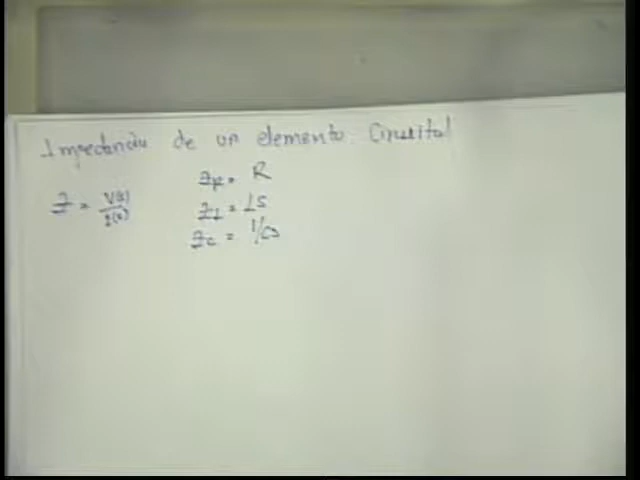 Impedancia de un elemento Circuital
Z = V(s)/I(s)
Z_R = R
Z_L = LS
Z_C = 1/CS